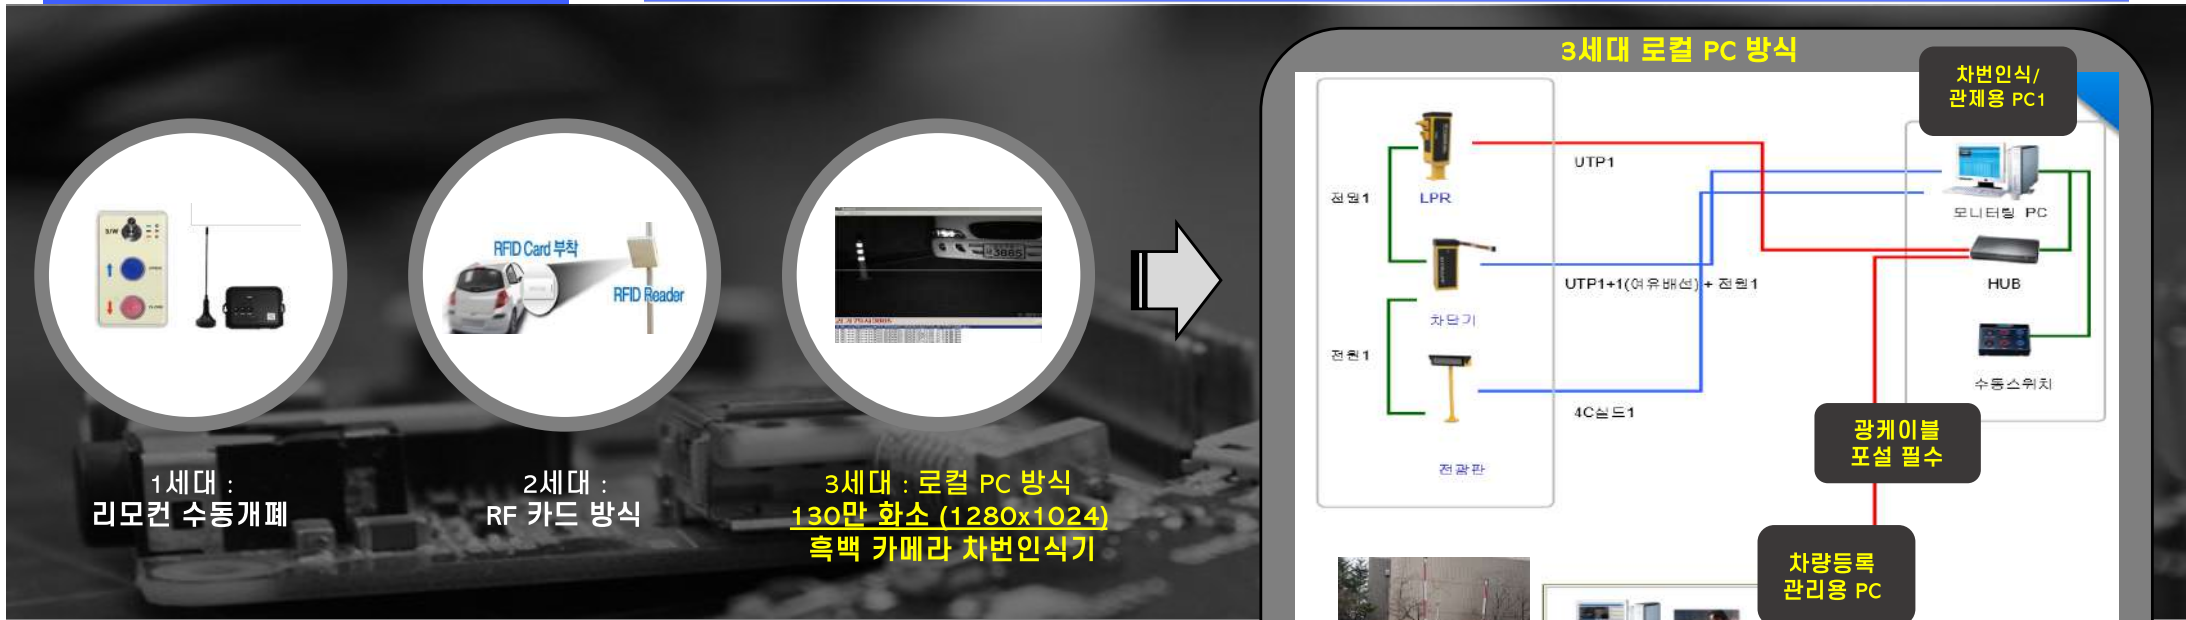 S/W
RFID Card 부착
RFID Reader
3885
1세대 :
리모컨 수동개폐
2세대 :
RF 카드 방식
3세대 : 로컬 PC 방식
130만 화소 (1280x1024)
흑백 카메라 차번인식기
3세대 로컬 PC 방식
차번인식/
관제용 PC1
UTP1
전원1
LPR
모니터링 PC
HUB
UTP1+1(여유배선) + 전원1
차단기
전원1
수동스위치
4C쉴드1
전광판
광케이블
포설 필수
차량등록
관리용 PC